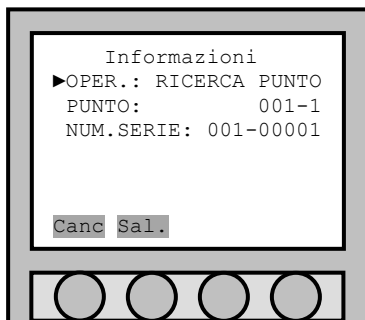 Informazioni
►OPER.: RICERCA PUNTO
PUNTO: 001-1
NUM.SERIE: 001-00001
Canc Sal.